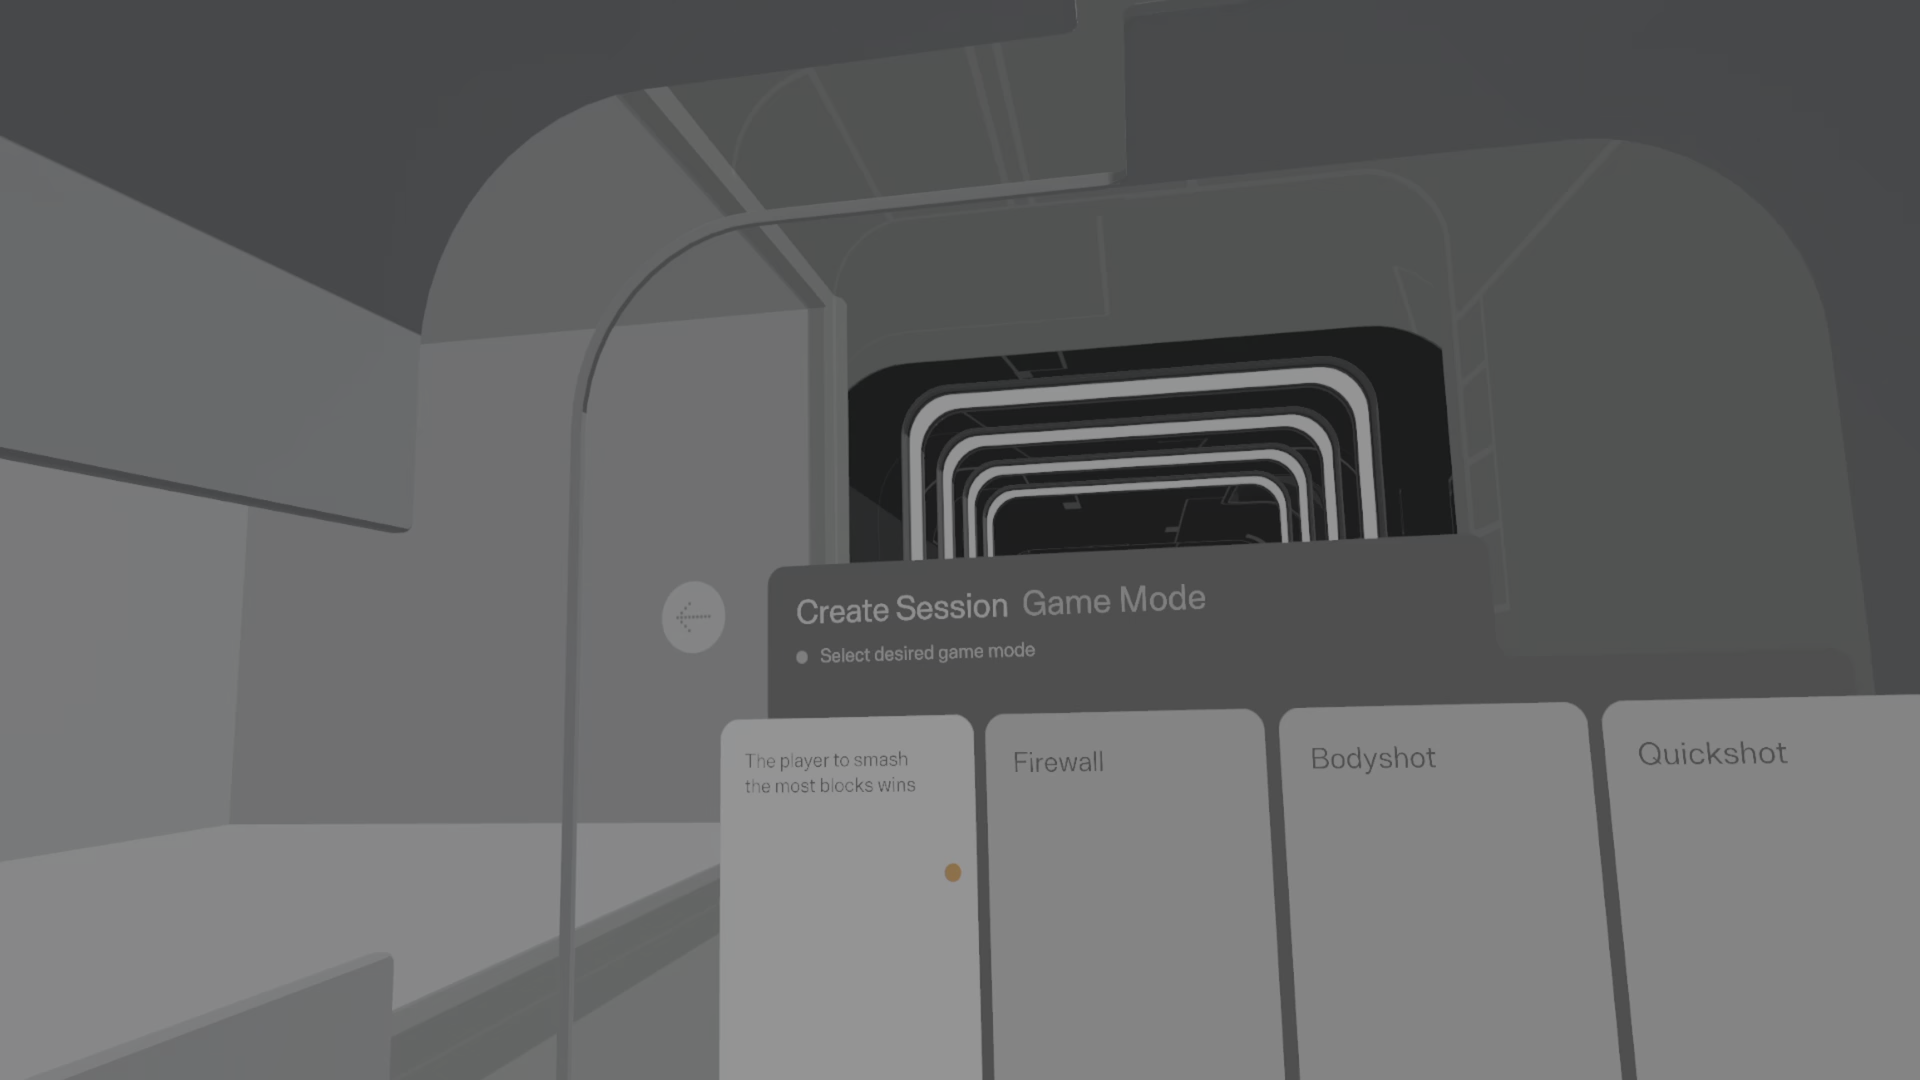 Create Session Game Mode
Select desired game mode
The player to smash
the most blocks wins
Firewall
Bodyshot
Quickshot